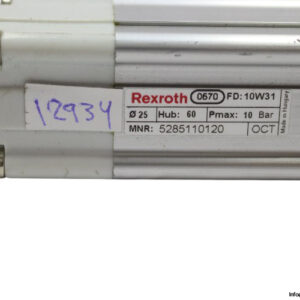 12934
Rexroth 0670 FD: 10W31
Ø 25 Hub: 60 Pmax: 10 Bar
MNR: 5285110120 OCT
Made in Hungary